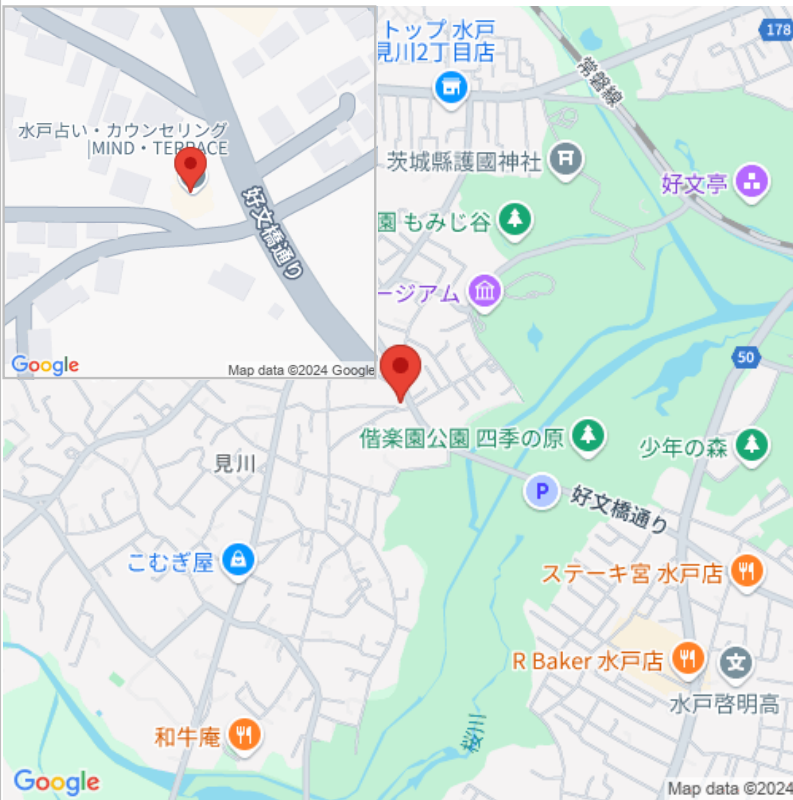 水戸占い・カウンセリング
|MIND・TERRACE
好文橋通り
Google
Map data ©2024 Google
トップ 水戸
見川2丁目店
178
常磐線
茨城縣護國神社
好文亭
園 もみじ谷
ージアム
50
偕楽園公園 四季の原
少年の森
見川
P
好文橋通り
こむぎ屋
ステーキ宮 水戸店
R Baker 水戸店
文
水戸啓明高
和牛庵
桜川
Google
Map data ©2024